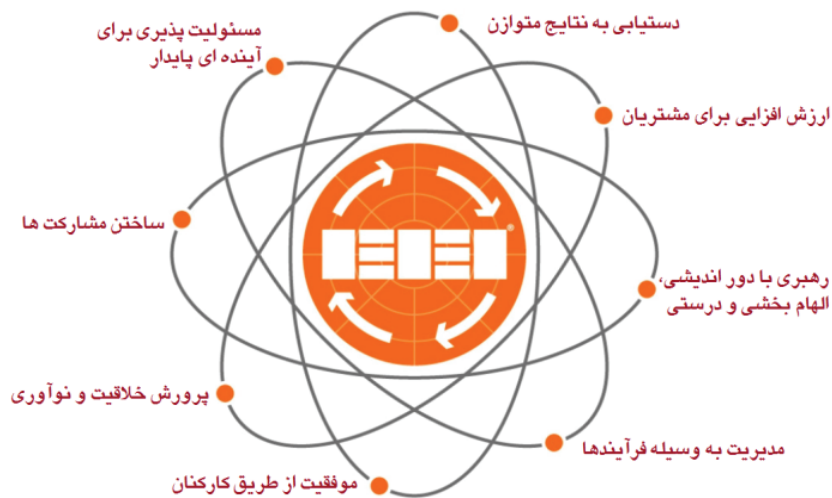 دستیابی به نتایج متوازن
ارزش افزایی برای مشتریان
رهبری با دور اندیشی،
الهام بخشی و درستی
مدیریت به وسیله فرآیندها
موفقیت از طریق کارکنان
پرورش خلاقیت و نوآوری
ساختن مشارکت ها
مسئولیت پذیری برای
آینده ای پایدار
®